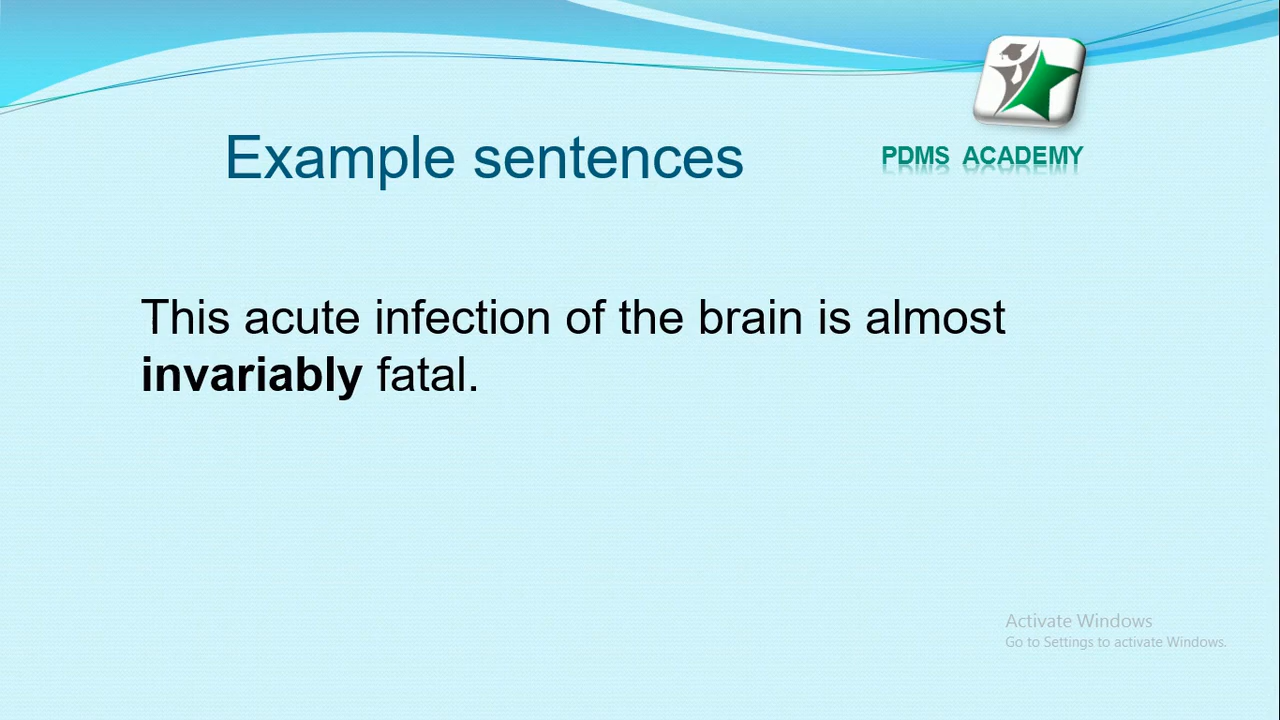 Example sentences
PDMS ACADEMY
This acute infection of the brain is almost
invariably fatal.
Activate Windows
Go to Settings to activate Windows.